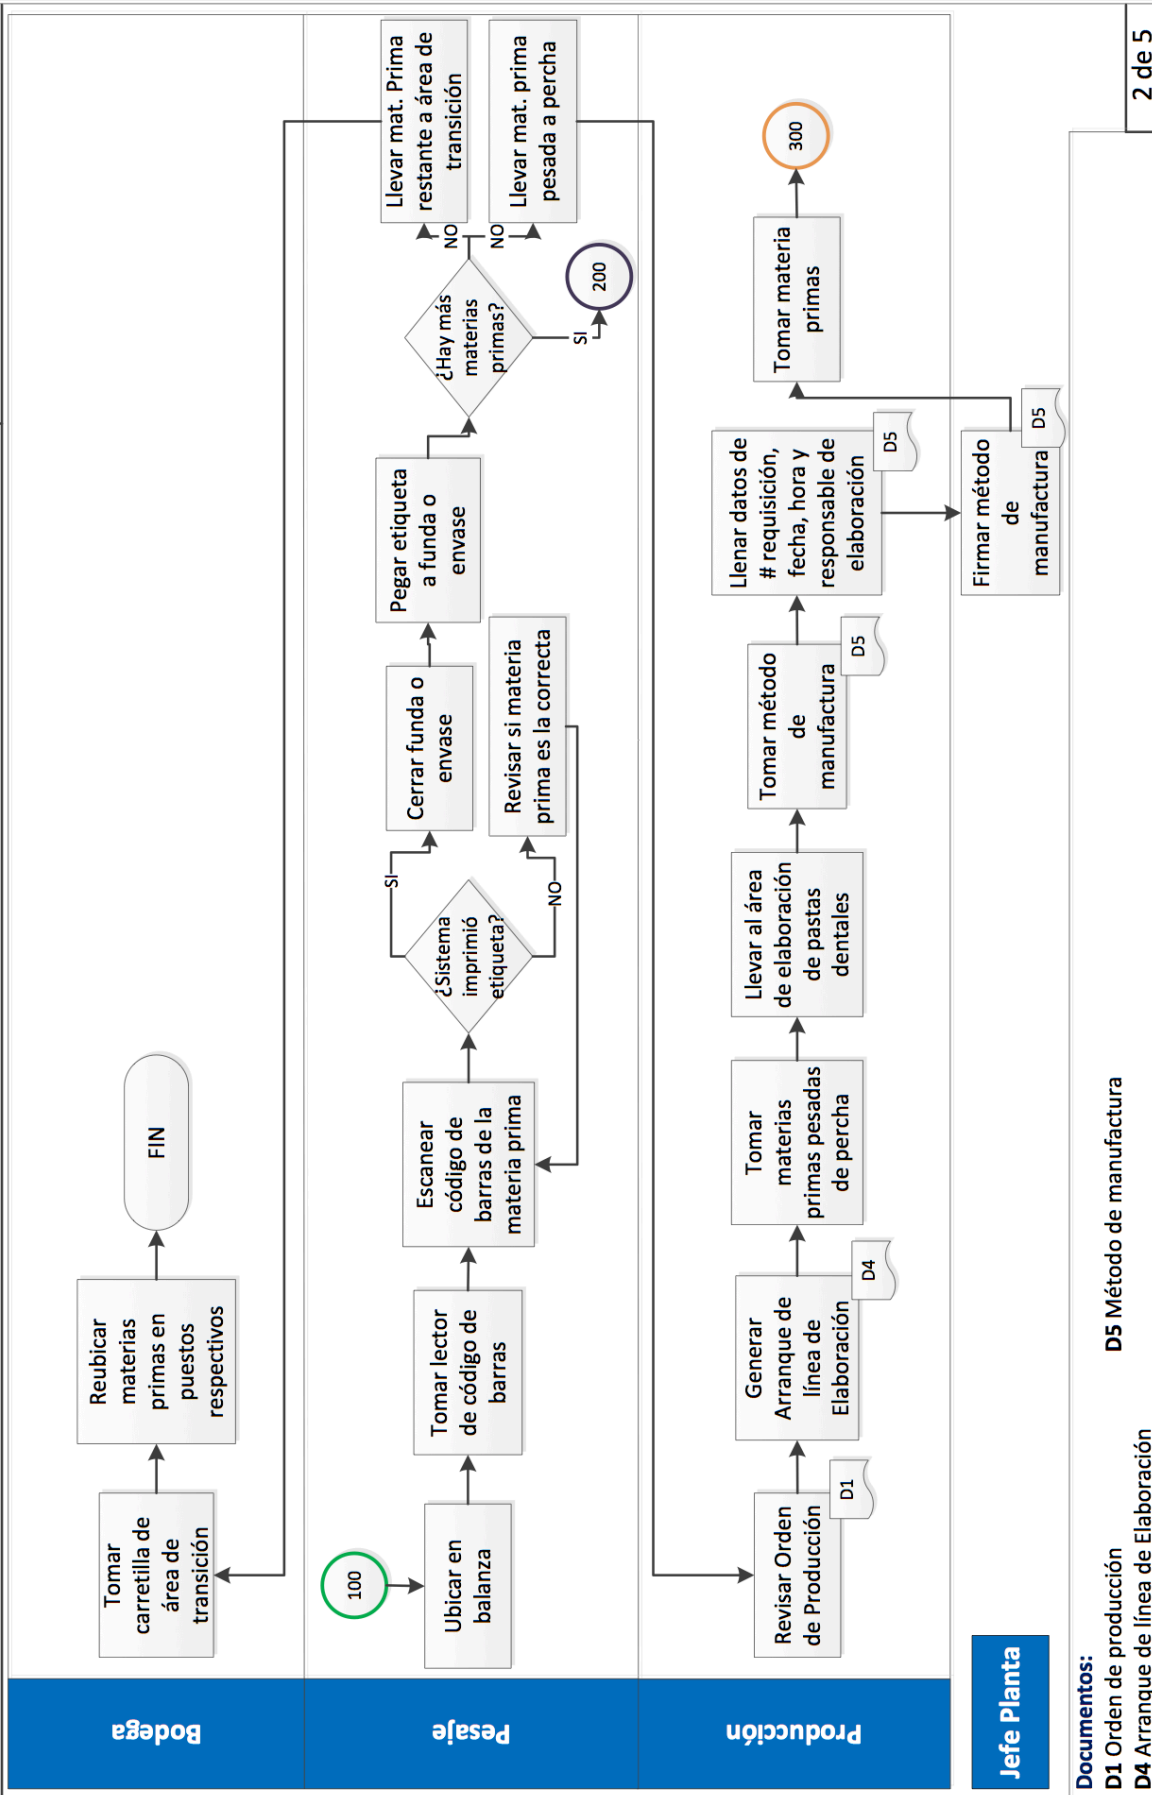 Bodega
Tomar
carretilla de
área de
transición
Reubicar
materias
primas en
puestos
respectivos
FIN
Pesaje
100
Ubicar en
balanza
Tomar lector
de código de
barras
Escanear
código de
barras de la
materia prima
¿Sistema
imprimió
etiqueta?
SI
NO
Cerrar funda o
envase
Revisar si materia
prima es la correcta
Pegar etiqueta
a funda o
envase
¿Hay más
materias
primas?
NO
NO
SI
200
Llevar mat. Prima
restante a área de
transición
Llevar mat. prima
pesada a percha
Producción
Revisar Orden
de Producción
D1
Generar
Arranque de
línea de
Elaboración
D4
Tomar
materias
primas pesadas
de percha
Llevar al área
de elaboración
de pastas
dentales
Tomar método
de
manufactura
D5
Llenar datos de
# requisición,
fecha, hora y
responsable de
elaboración
D5
Tomar materia
primas
300
Jefe Planta
Firmar método
de
manufactura
D5
Documentos:
D1 Orden de producción
D4 Arranque de línea de Elaboración
D5 Método de manufactura
2 de 5